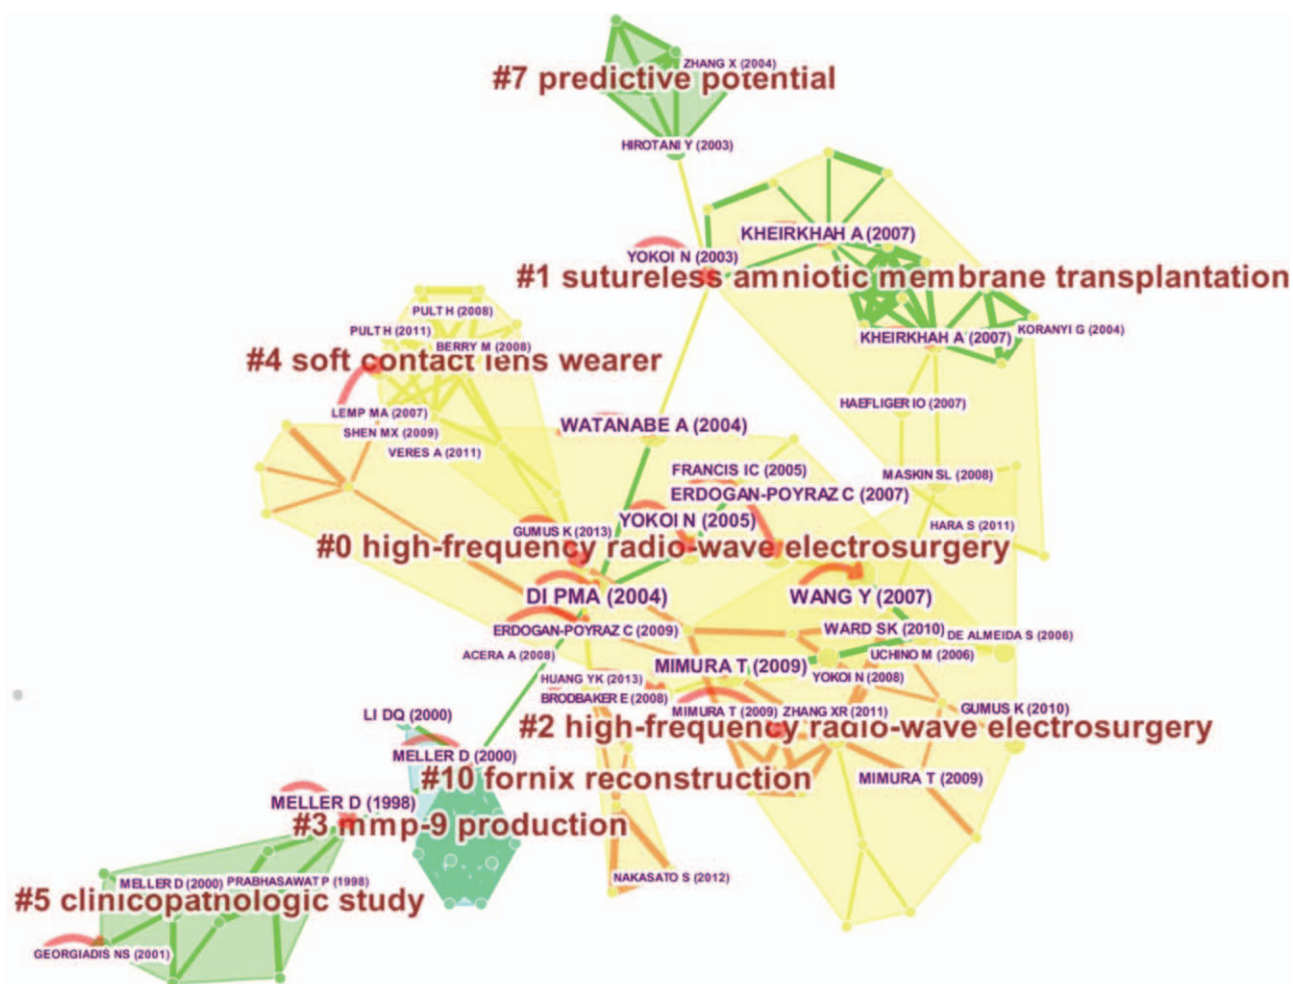 ZHANG X (2004)
#7 predictive potential
HIROTANI Y (2003)
KHEIRKHAH A (2007)
YOKOI N (2003)
#1 sutureless amniotic membrane transplantation
PULT H (2008)
PULT H (2011)
KORANYI G (2004)
KHEIRKHAH A (2007)
BERRY M (2008)
#4 soft contact lens wearer
HAEFLIGER IO (2007)
LEMP MA (2007)
WATANABE A (2004)
SHEN MX (2009)
VERES A (2011)
FRANCIS IC (2005)
MASKIN SL (2008)
ERDOGAN-POYRAZ C (2007)
YOKOI N (2005)
HARA S (2011)
GUMUS K (2013)
#0 high-frequency radio-wave electrosurgery
DI PMA (2004)
WANG Y (2007)
ERDOGAN-POYRAZ C (2009)
WARD SK (2010)
DE ALMEIDA S (2006)
ACERA A (2008)
UCHINO M (2006)
MIMURA T (2009)
HUANG YK (2013)
YOKOI N (2008)
BRODBAKER E (2008)
MIMURA T (2009)
ZHANG XR (2011)
GUMUS K (2010)
LI DQ (2000)
#2 high-frequency radio-wave electrosurgery
MELLER D (2000)
#10 fornix reconstruction
MIMURA T (2009)
MELLER D (1998)
#3 mmp-9 production
NAKASATO S (2012)
MELLER D (2000)
PRABHASAWAT P (1998)
#5 clinicopathologic study
GEORGIADIS NS (2001)